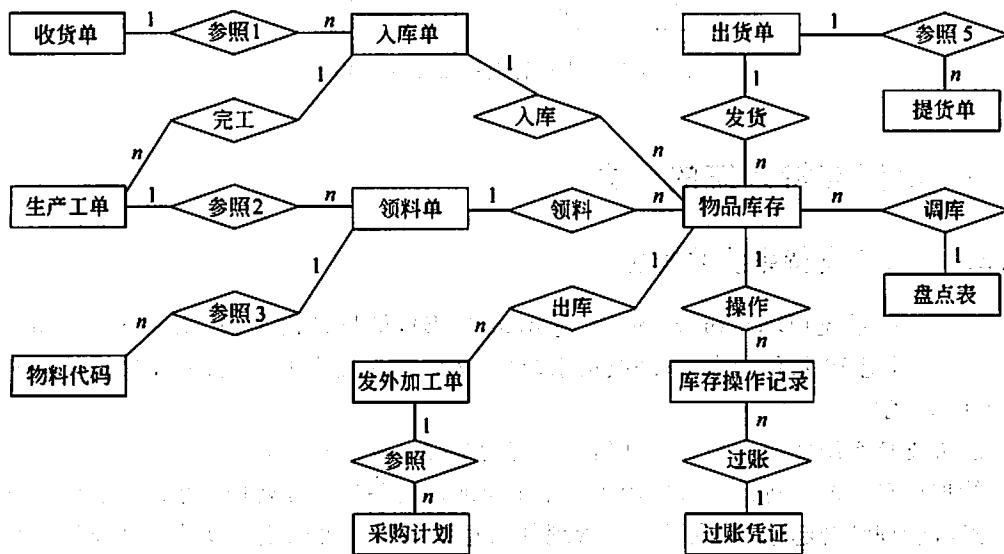 收货单 1 参照1 n 入库单
出货单 1 参照5
1 1 1 n
完工 入库 发货 提货单
n n n
生产工单 1 参照2 n 领料单 1 领料 n 物品库存 n 调库
1 1 1 1
参照3 出库 操作 盘点表
n n n
物料代码 发外加工单 库存操作记录
1 n
参照 过账
n 1
采购计划 过账凭证